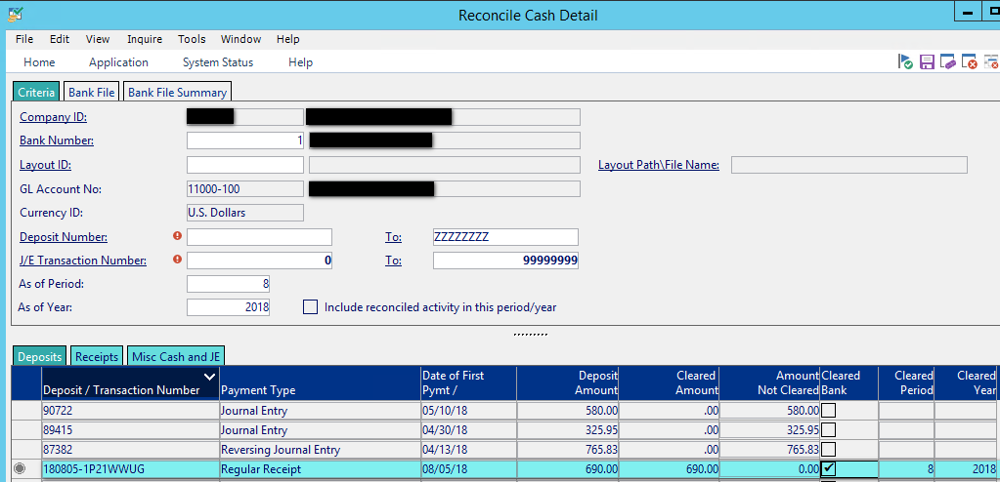 Reconcile Cash Detail
File Edit View Inquire Tools Window Help
Home Application System Status Help
Criteria Bank File Bank File Summary
Company ID:
Bank Number: 1
Layout ID: Layout Path\File Name:
GL Account No: 11000-100
Currency ID: U.S. Dollars
Deposit Number: To: ZZZZZZZZ
J/E Transaction Number: 0 To: 99999999
As of Period: 8
As of Year: 2018 Include reconciled activity in this period/year
Deposits Receipts Misc Cash and JE
Date of First Deposit Cleared Amount Cleared Cleared Cleared
Deposit / Transaction Number Payment Type Pymt / Amount Amount Not Cleared Bank Period Year
90722 Journal Entry 05/10/18 580.00 .00 580.00
89415 Journal Entry 04/30/18 325.95 .00 325.95
87382 Reversing Journal Entry 04/13/18 765.83 .00 765.83
180805-1P21WWUG Regular Receipt 08/05/18 690.00 690.00 0.00 8 2018